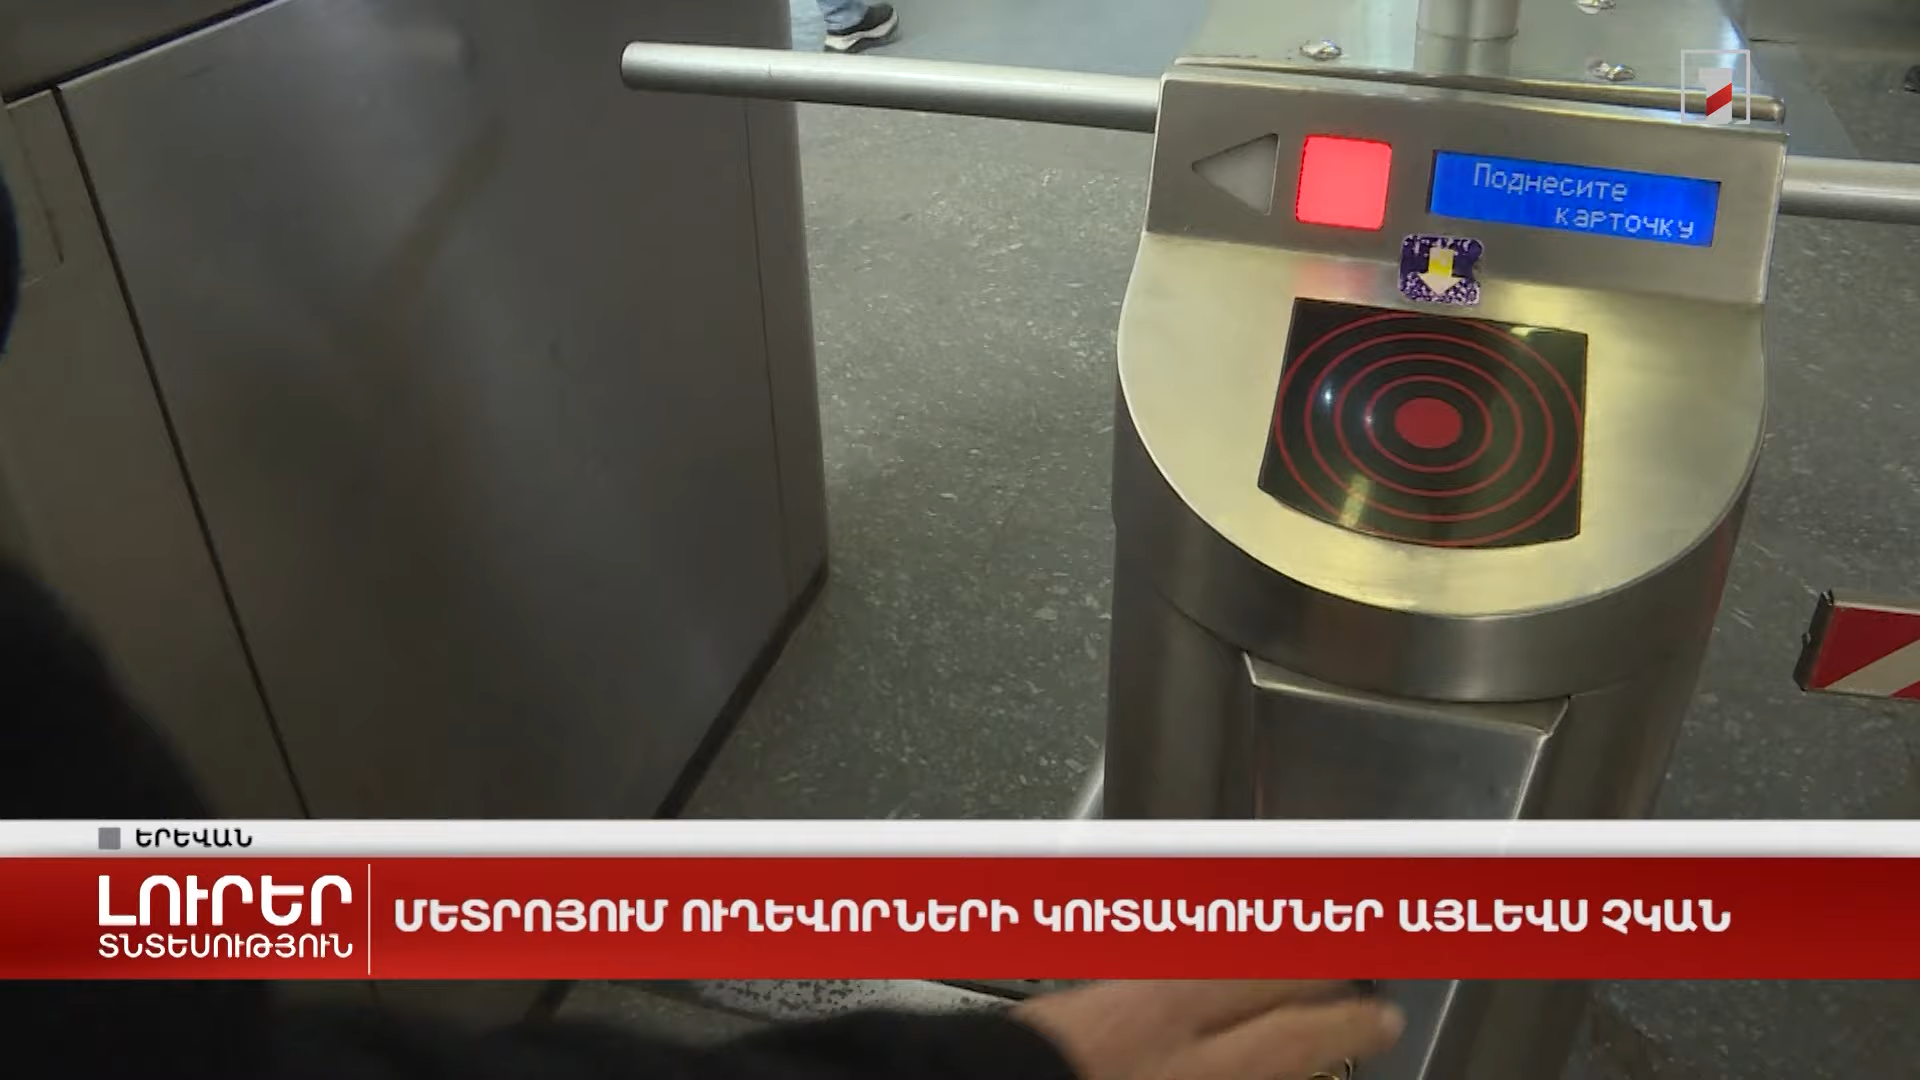 Поднесите
карточку
ԵՐԵՎԱՆ
ԼՈՒՐԵՐ
ՏՆՏԵՍՈՒԹՅՈՒՆ
ՄԵՏՐՈՅՈՒՄ ՈՒՂԵՎՈՐՆԵՐԻ ԿՈՒՏԱԿՈՒՄՆԵՐ ԱՅԼԵՎՍ ՉԿԱՆ